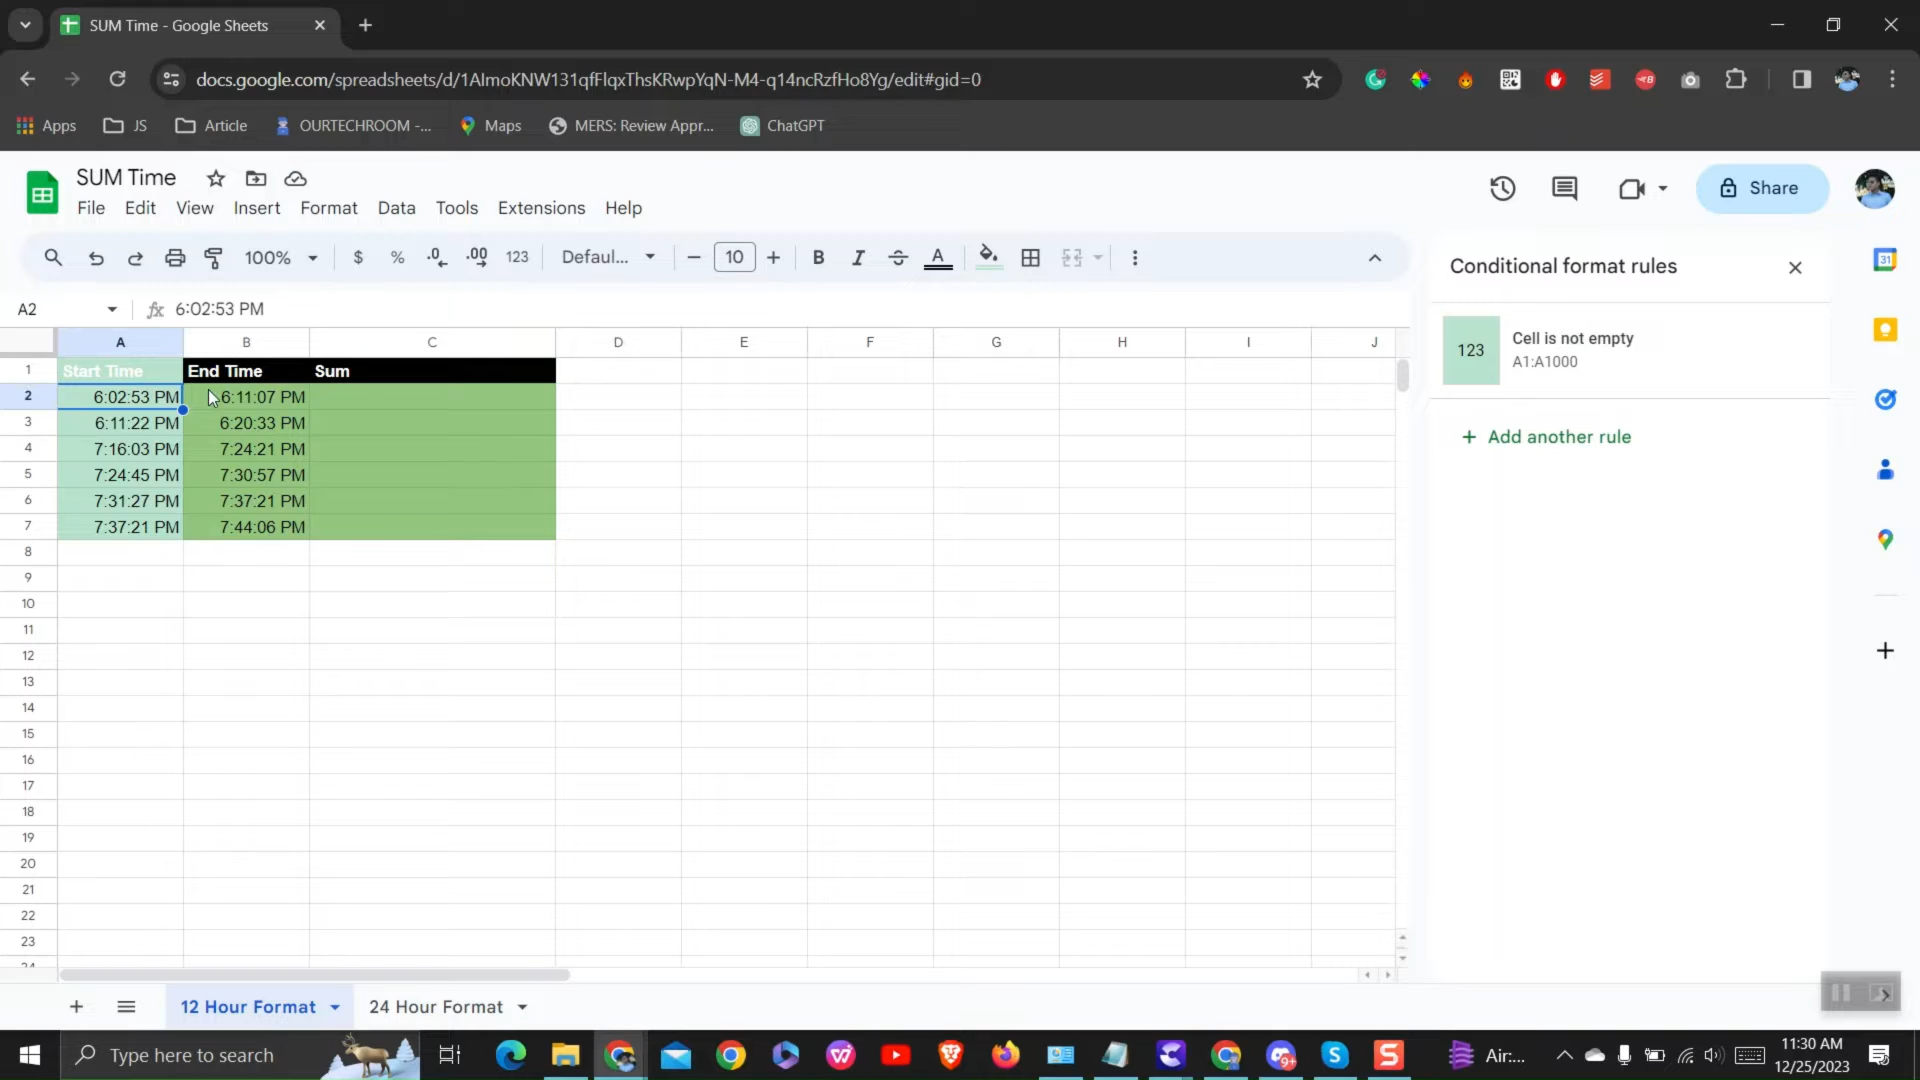 SUM Time - Google Sheets
docs.google.com/spreadsheets/d/1AlmoKNW131qfFlqxThsKRwpYqN-M4-q14ncRzfHo8Yg/edit#gid=0
Apps JS Article OURTECHROOM -... Maps MERS: Review Appr... ChatGPT
SUM Time
File Edit View Insert Format Data Tools Extensions Help
Share
100% $ % .0 .00 123 Defaul... 10 B I S A
Conditional format rules
31
A2 fx 6:02:53 PM
A B C D E F G H I J
1 Start Time End Time Sum
2 6:02:53 PM 6:11:07 PM
3 6:11:22 PM 6:20:33 PM
4 7:16:03 PM 7:24:21 PM
5 7:24:45 PM 7:30:57 PM
6 7:31:27 PM 7:37:21 PM
7 7:37:21 PM 7:44:06 PM
8
9
10
11
12
13
14
15
16
17
18
19
20
21
22
23
24
123
Cell is not empty
A1:A1000
+ Add another rule
12 Hour Format 24 Hour Format
Type here to search
9+
Air:...
11:30 AM
12/25/2023